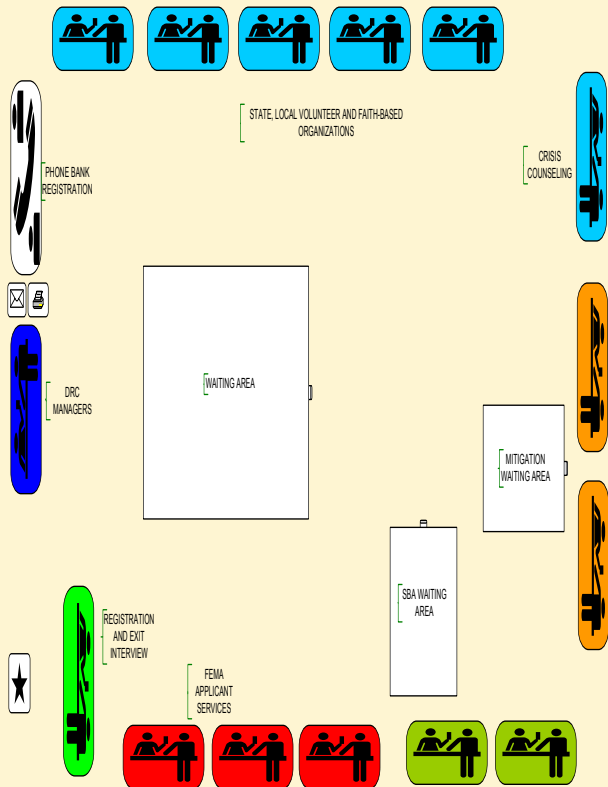 STATE, LOCAL VOLUNTEER AND FAITH-BASED
ORGANIZATIONS
CRISIS
COUNSELING
PHONE BANK
REGISTRATION
WAITING AREA
DRC
MANAGERS
MITIGATION
WAITING AREA
SBA WAITING
AREA
REGISTRATION
AND EXIT
INTERVIEW
FEMA
APPLICANT
SERVICES